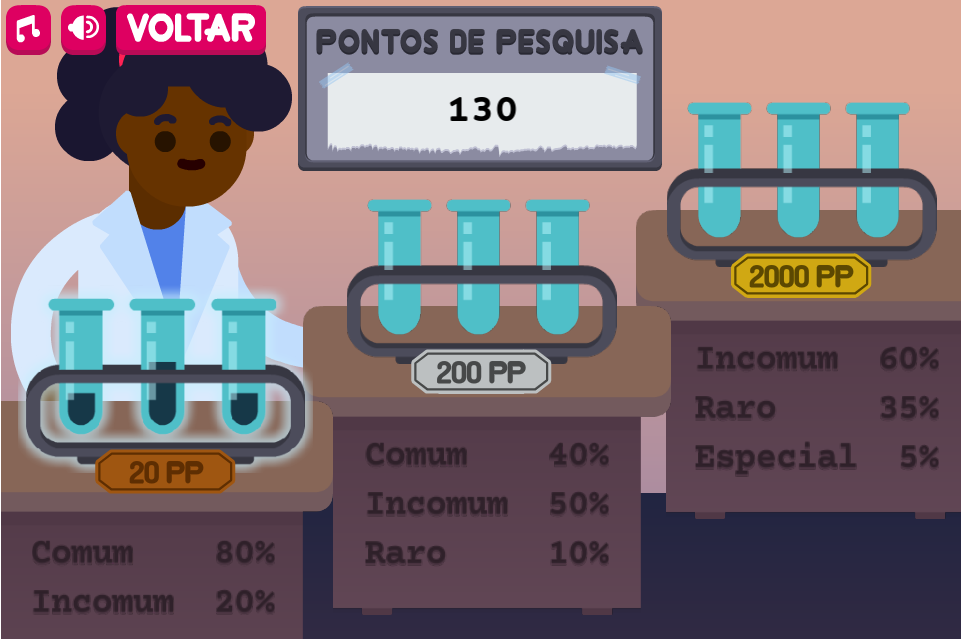 VOLTAR
PONTOS DE PESQUISA
130
20 PP
Comum 80%
Incomum 20%
200 PP
Comum 40%
Incomum 50%
Raro 10%
2000 PP
Incomum 60%
Raro 35%
Especial 5%